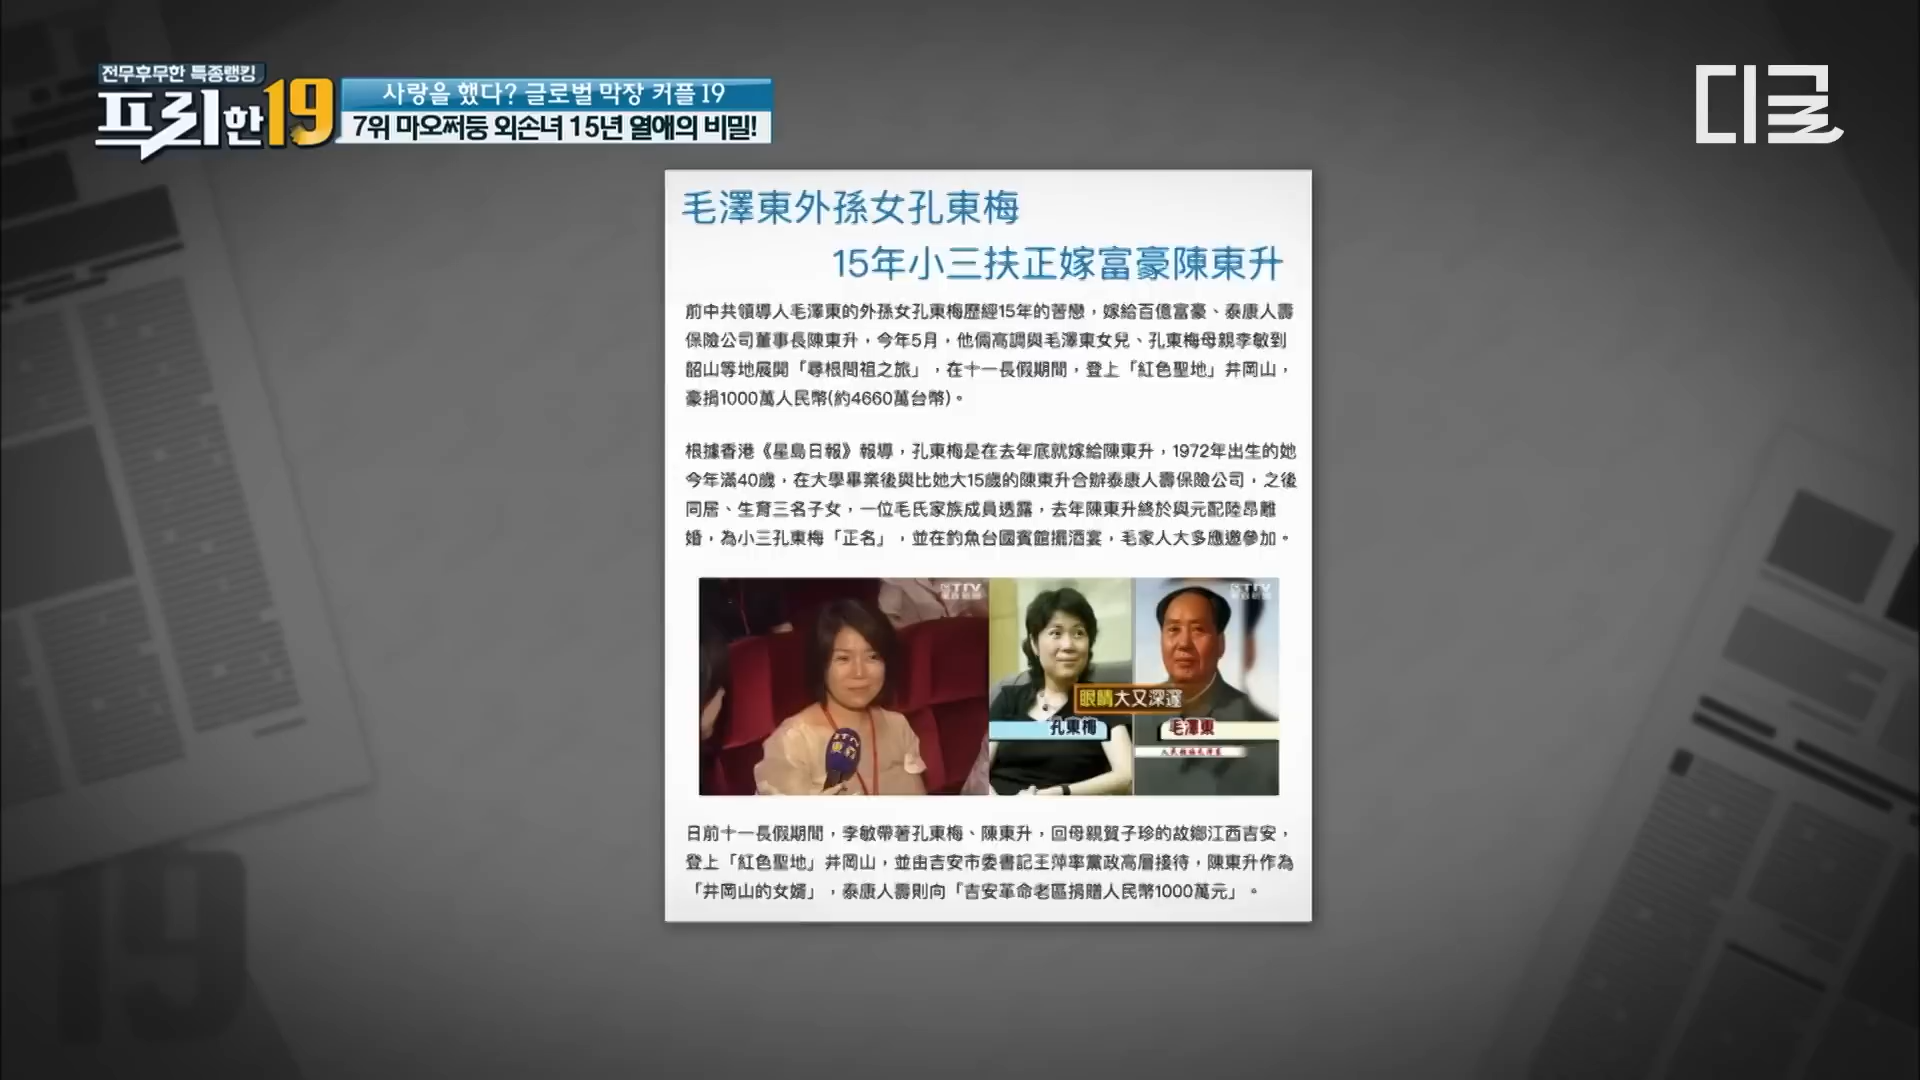 전무후무한 특종랭킹
프리한19
사랑을 했다? 글로벌 막장 커플 19
7위 마오쩌둥 외손녀 15년 열애의 비밀!
디글
毛澤東外孫女孔東梅
15年小三扶正嫁富豪陳東升
前中共領導人毛澤東的外孫女孔東梅歷經15年的苦戀，嫁給百億富豪、泰康人壽
保險公司董事長陳東升，今年5月，他倆高調與毛澤東女兒、孔東梅母親李敏到
韶山等地展開「尋根問祖之旅」，在十一長假期間，登上「紅色聖地」井岡山，
豪捐1000萬人民幣(約4660萬台幣)。
根據香港《星島日報》報導，孔東梅是在去年底就嫁給陳東升，1972年出生的她
今年滿40歲，在大學畢業後與比她大15歲的陳東升合辦泰康人壽保險公司，之後
同居、生育三名子女，一位毛氏家族成員透露，去年陳東升終於與元配陸昂離
婚，為小三孔東梅「正名」，並在釣魚台國賓館擺酒宴，毛家人大多應邀參加。
眼睛大又深邃
孔東梅
毛澤東
日前十一長假期間，李敏帶著孔東梅、陳東升，回母親賀子珍的故鄉江西吉安，
登上「紅色聖地」井岡山，並由吉安市委書記王萍率黨政高層接待，陳東升作為
「井岡山的女婿」，泰康人壽則向「吉安革命老區捐贈人民幣1000萬元」。